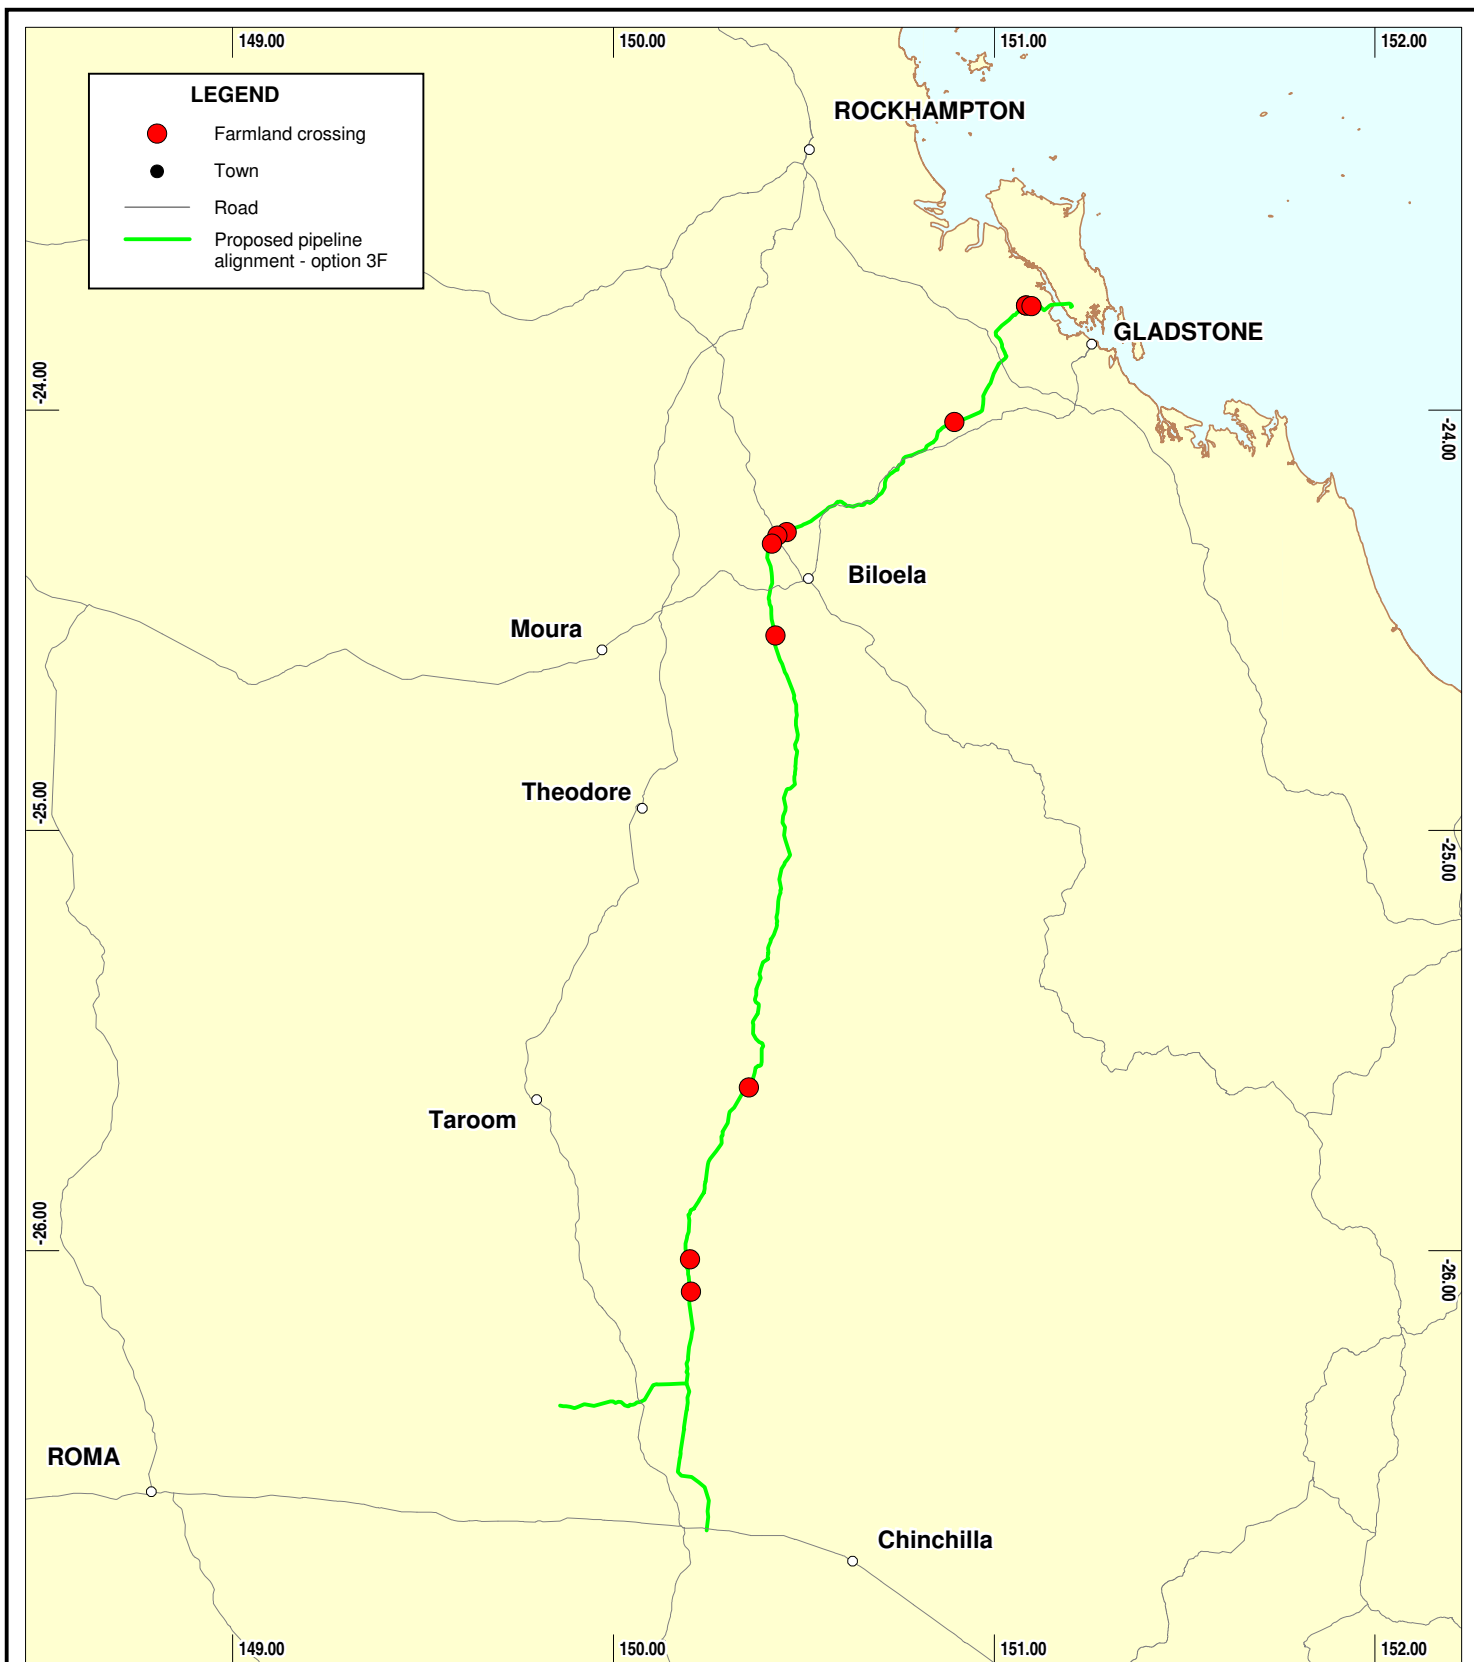 149.00
150.00
151.00
152.00
LEGEND
Farmland crossing
Town
Road
Proposed pipeline
alignment - option 3F
ROCKHAMPTON
GLADSTONE
-24.00
-24.00
Biloela
Moura
Theodore
-25.00
-25.00
Taroom
-26.00
-26.00
ROMA
Chinchilla
149.00
150.00
151.00
152.00